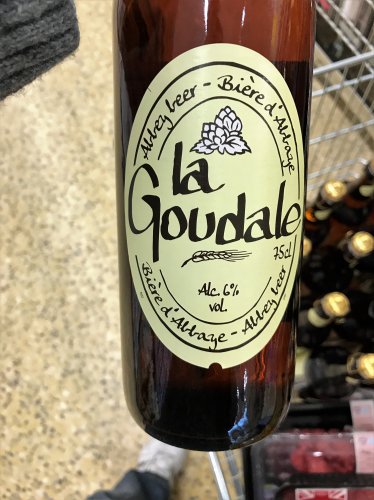 Abbey beer - Bière d'Abbaye
la
Goudale
75cl
Alc. 6%
vol.
Bière d'Abbaye - Abbey beer